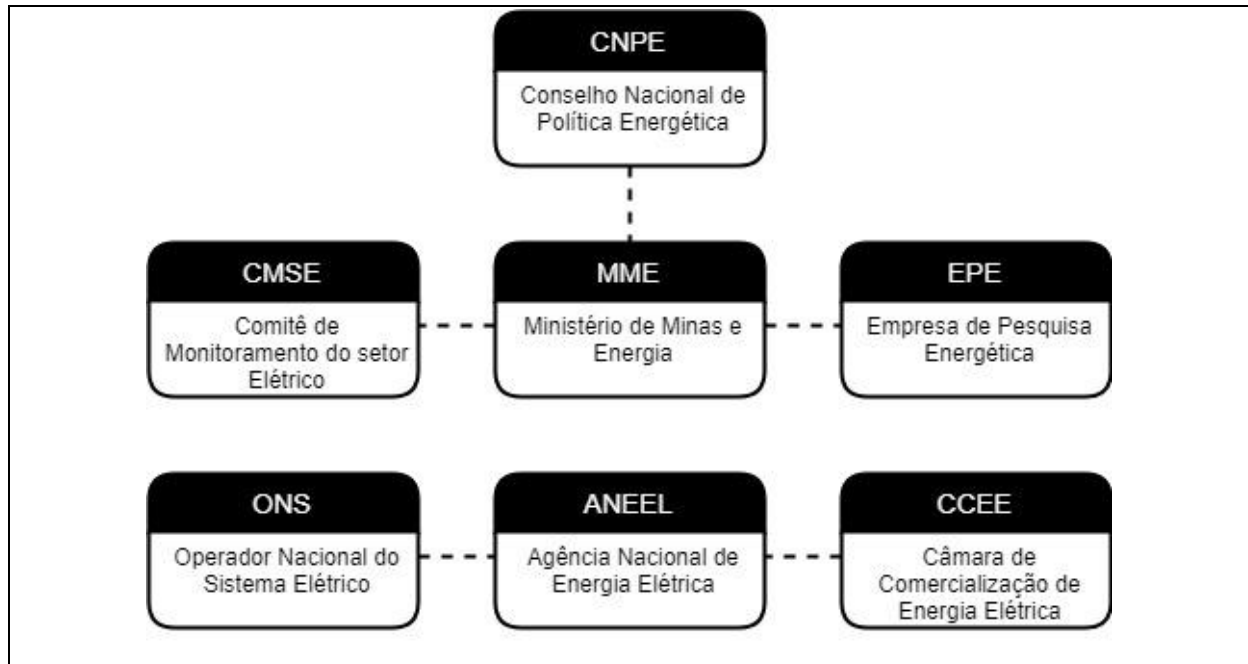 CNPE
Conselho Nacional de
Política Energética
CMSE
Comitê de
Monitoramento do setor
Elétrico
MME
Ministério de Minas e
Energia
EPE
Empresa de Pesquisa
Energética
ONS
Operador Nacional do
Sistema Elétrico
ANEEL
Agência Nacional de
Energia Elétrica
CCEE
Câmara de
Comercialização de
Energia Elétrica